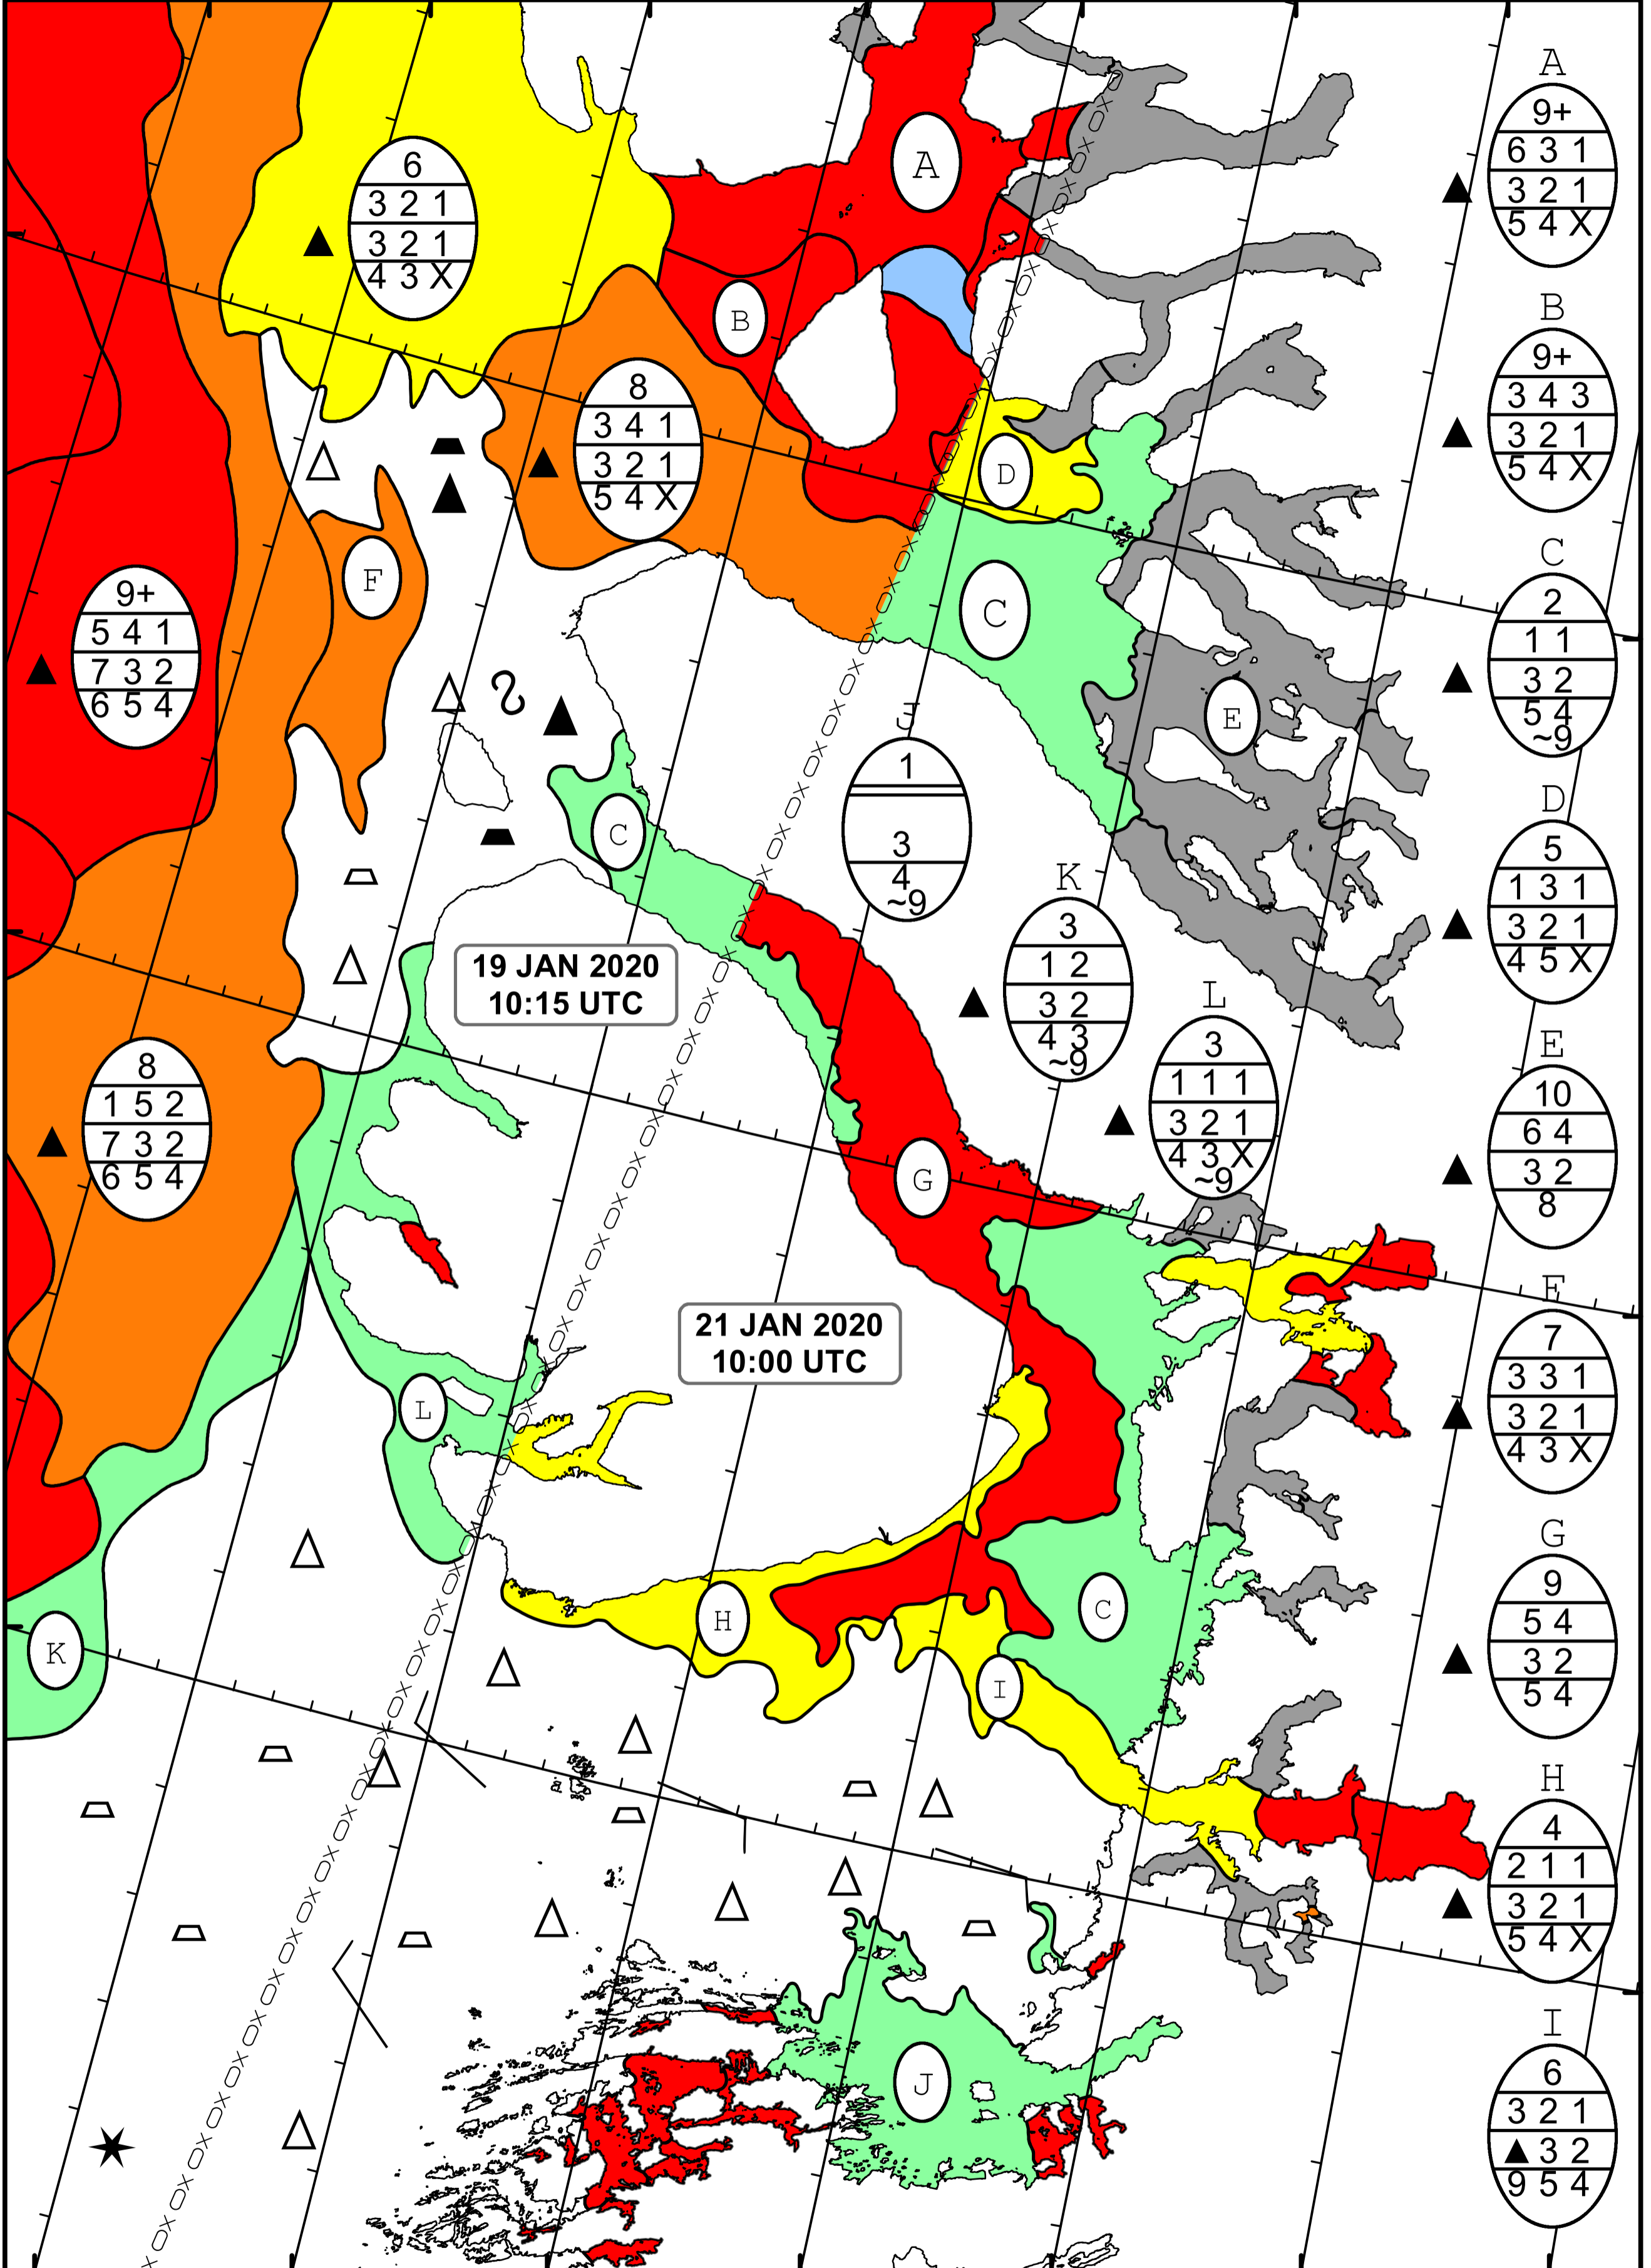 A
9+
6 3 1
3 2 1
5 4 X
B
9+
3 4 3
3 2 1
5 4 X
C
2
1 1
3 2
5 4
~9
D
5
1 3 1
3 2 1
4 5 X
E
10
6 4
3 2
8
F
7
3 3 1
3 2 1
4 3 X
G
9
5 4
3 2
5 4
H
4
2 1 1
3 2 1
5 4 X
I
6
3 2 1
▲ 3 2
9 5 4
J
1
3
4
~9
K
3
1 2
3 2
4 3
~9
L
3
1 1 1
3 2 1
4 3 X
~9
6
3 2 1
3 2 1
4 3 X
8
3 4 1
3 2 1
5 4 X
9+
5 4 1
7 3 2
6 5 4
8
1 5 2
7 3 2
6 5 4
A
B
D
F
C
E
C
19 JAN 2020
10:15 UTC
G
21 JAN 2020
10:00 UTC
L
H
C
K
I
J